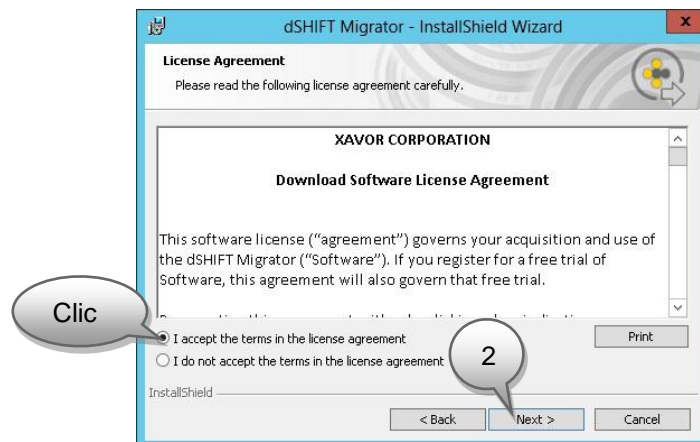 dSHIFT Migrator - InstallShield Wizard
x
License Agreement
Please read the following license agreement carefully.
XAVOR CORPORATION
Download Software License Agreement
This software license (“agreement”) governs your acquisition and use of
the dSHIFT Migrator (“Software”). If you register for a free trial of
Software, this agreement will also govern that free trial.
Clic
I accept the terms in the license agreement
Print
I do not accept the terms in the license agreement
2
InstallShield
< Back
Next >
Cancel